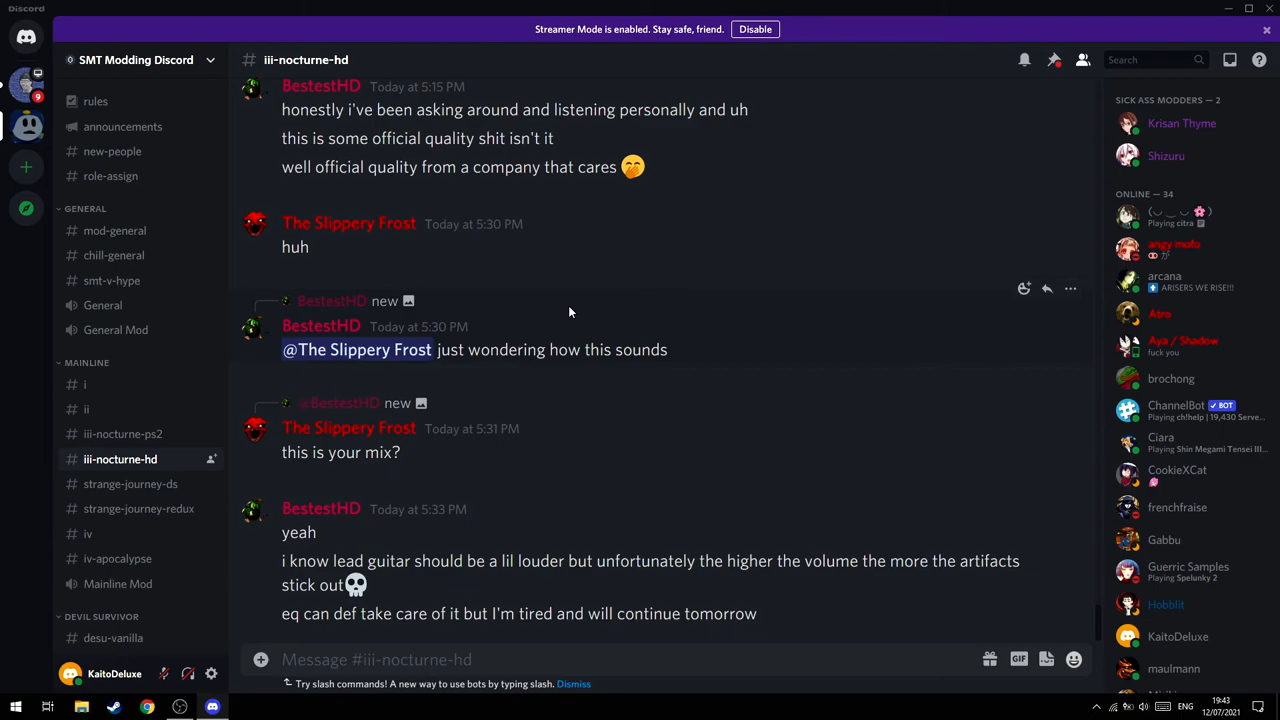 Discord
Streamer Mode is enabled. Stay safe, friend. Disable
SMT Modding Discord
iii-nocturne-hd
Search
rules
announcements
new-people
role-assign
GENERAL
mod-general
chill-general
smt-v-hype
General
General Mod
MAINLINE
i
ii
iii-nocturne-ps2
iii-nocturne-hd
strange-journey-ds
strange-journey-redux
iv
iv-apocalypse
Mainline Mod
DEVIL SURVIVOR
desu-vanilla
KaitoDeluxe
9
BestestHD Today at 5:15 PM
honestly i've been asking around and listening personally and uh
this is some official quality shit isn't it
well official quality from a company that cares 🤭
The Slippery Frost Today at 5:30 PM
huh
BestestHD new
BestestHD Today at 5:30 PM
@The Slippery Frost just wondering how this sounds
@BestestHD new
The Slippery Frost Today at 5:31 PM
this is your mix?
BestestHD Today at 5:33 PM
yeah
i know lead guitar should be a lil louder but unfortunately the higher the volume the more the artifacts
stick out💀
eq can def take care of it but I'm tired and will continue tomorrow
Message #iii-nocturne-hd
GIF
Try slash commands! A new way to use bots by typing slash. Dismiss
SICK ASS MODDERS — 2
Krisan Thyme
Shizuru
ONLINE — 34
Playing citra
angy mofo
arcana
ARISERS WE RISE!!!
Atro
Aya / Shadow
fuck you
brochong
ChannelBot ✓ BOT
Playing ch!help | 19,430 Serve...
Ciara
Playing Shin Megami Tensei III...
CookieXCat
frenchfraise
Gabbu
Guerric Samples
Playing Spelunky 2
Hobblit
KaitoDeluxe
maulmann
ENG
19:43
12/07/2021